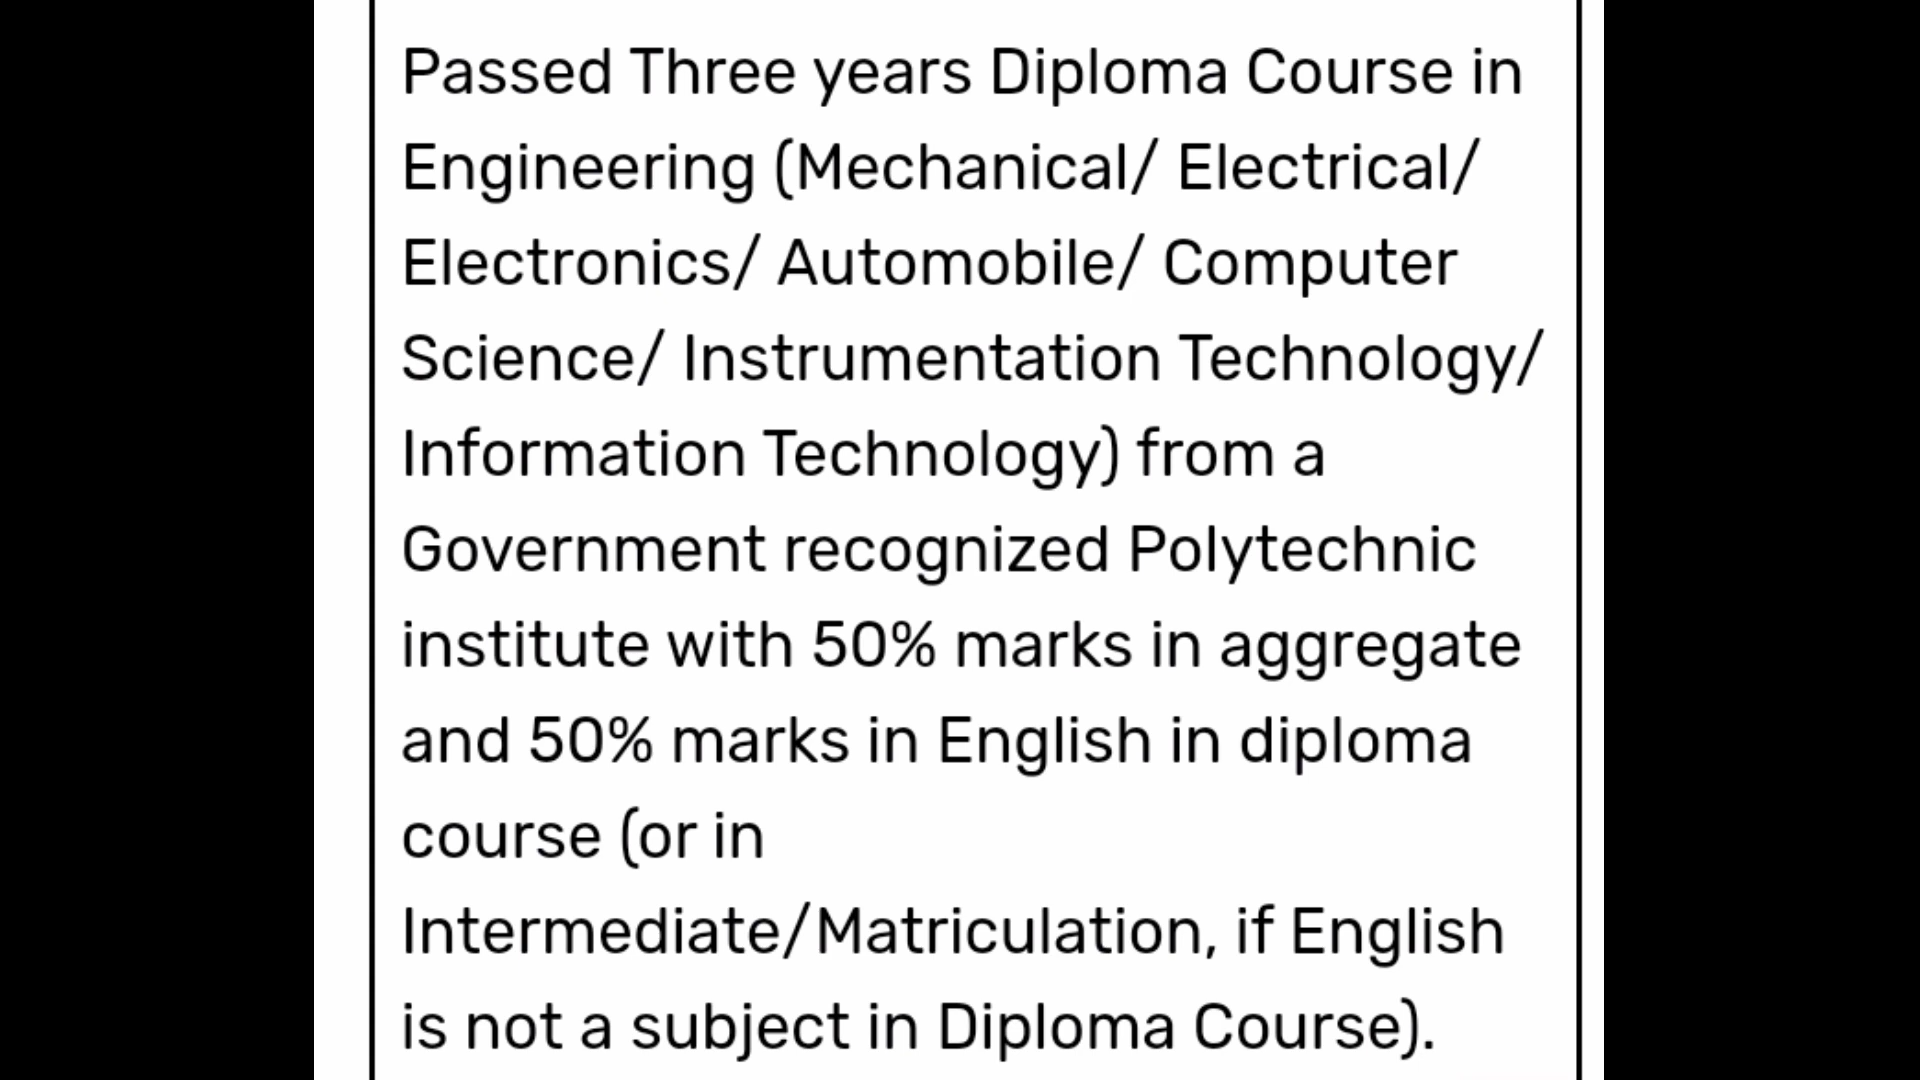 Passed Three years Diploma Course in
Engineering (Mechanical/ Electrical/
Electronics/ Automobile/ Computer
Science/ Instrumentation Technology/
Information Technology) from a
Government recognized Polytechnic
institute with 50% marks in aggregate
and 50% marks in English in diploma
course (or in
Intermediate/Matriculation, if English
is not a subject in Diploma Course).